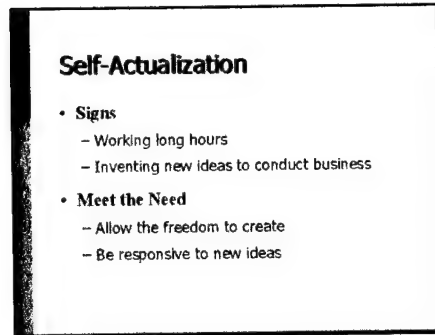 Self-Actualization
• Signs
– Working long hours
– Inventing new ideas to conduct business
• Meet the Need
– Allow the freedom to create
– Be responsive to new ideas